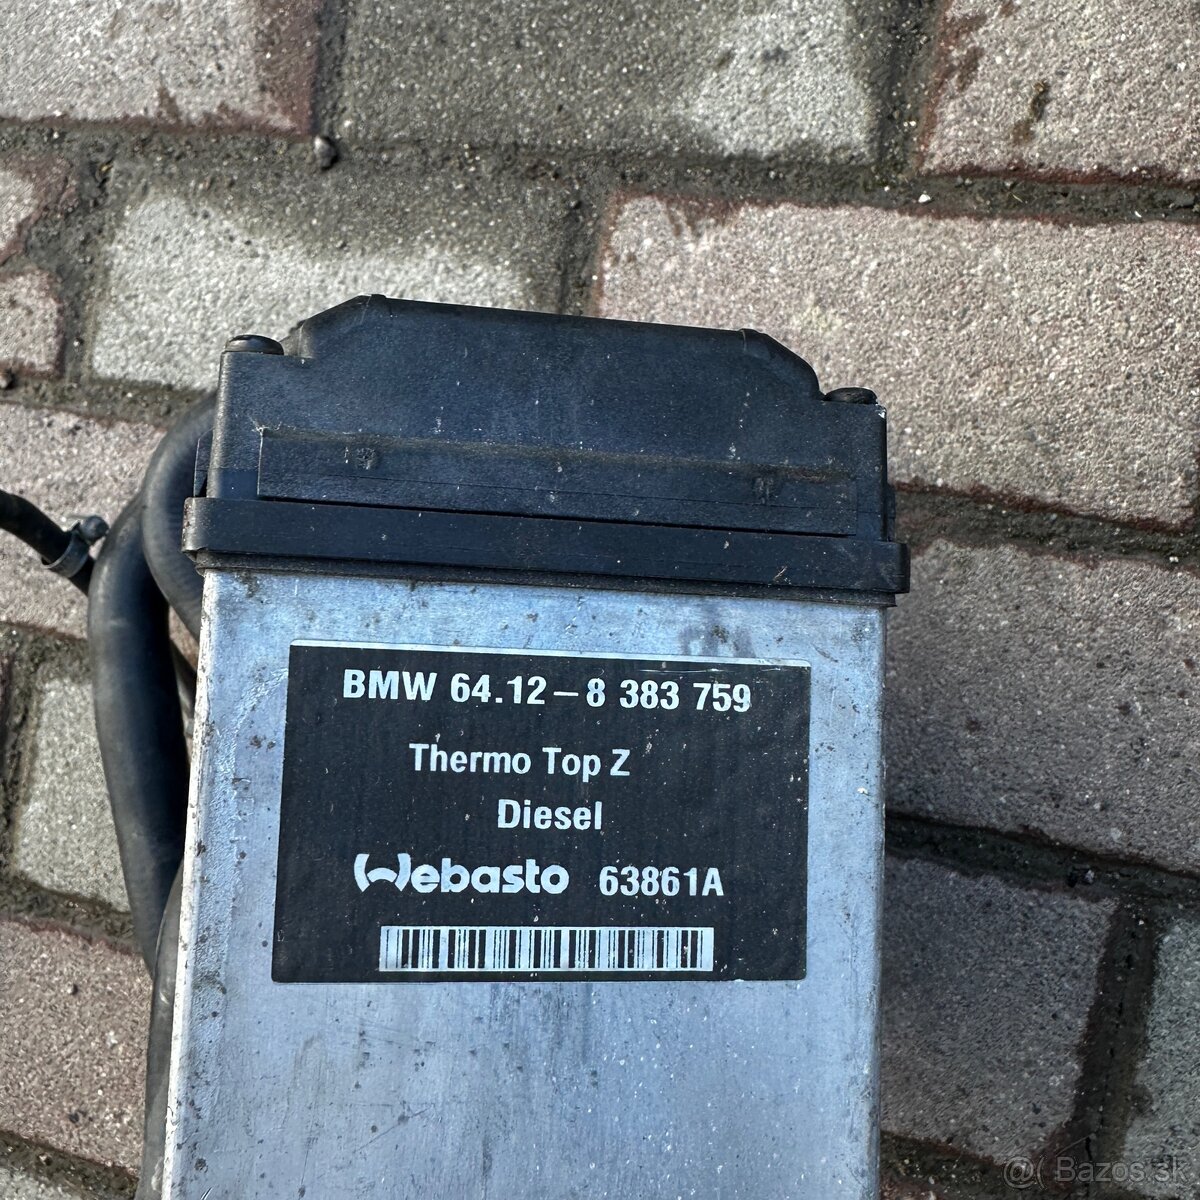 BMW 64.12–8 383 759
Thermo Top Z
Diesel
Webasto 63861A
@( Bazos.sk